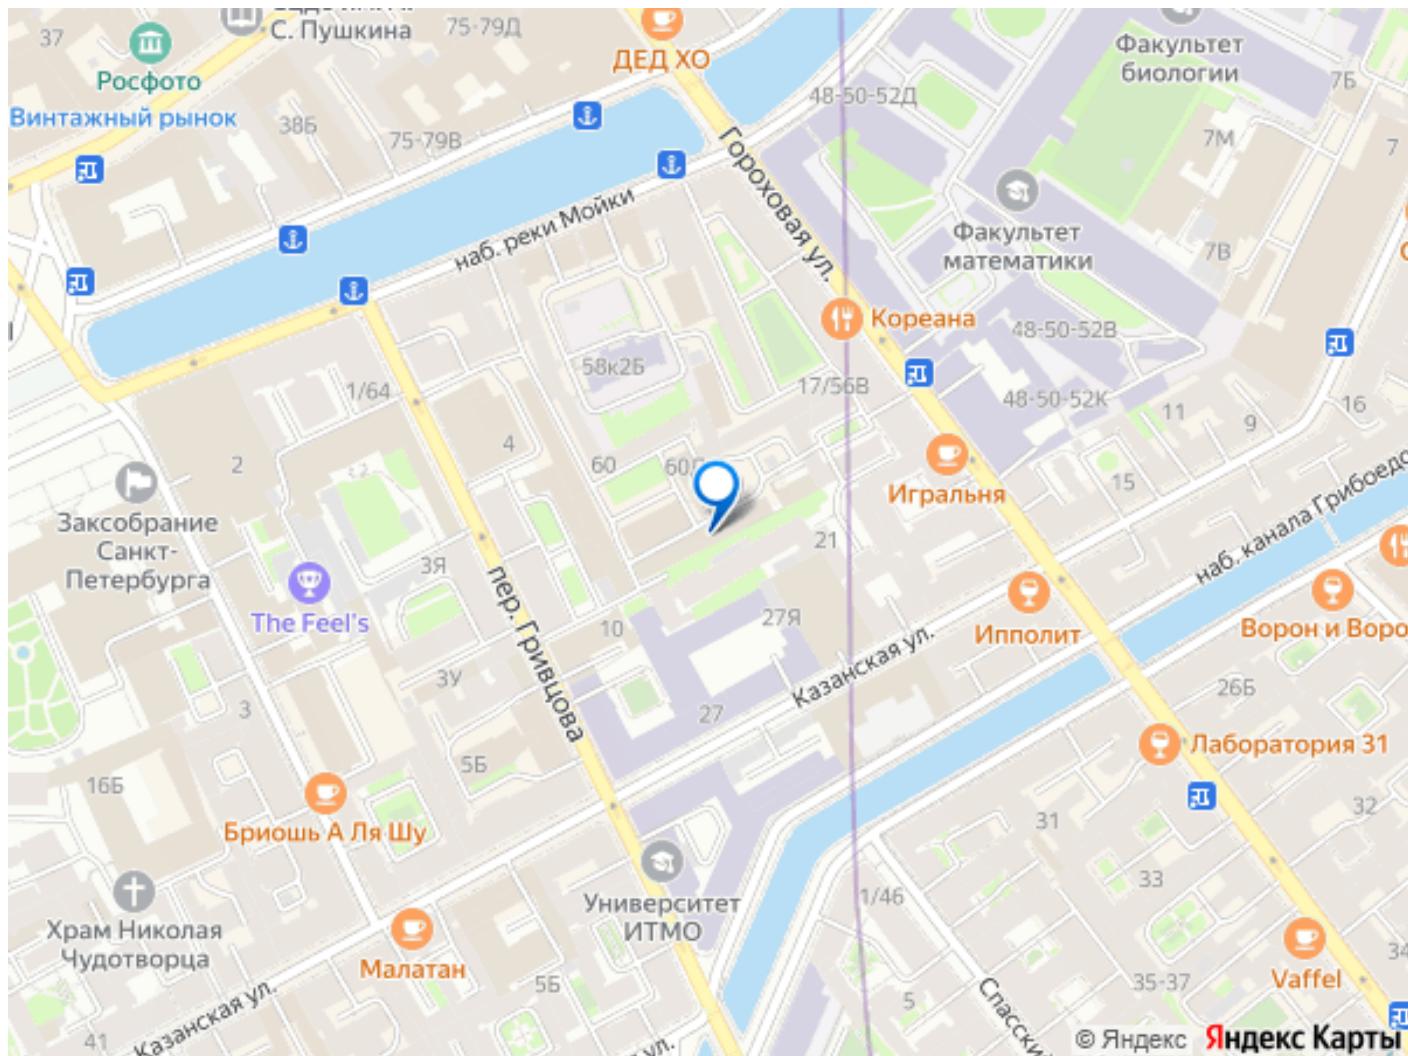 С. Пушкина
75-79Д
37
Росфото
ДЕД ХО
Факультет
биологии
7Б
Винтажный рынок
38Б
75-79В
48-50-52Д
7М
7
Гороховая ул.
наб. реки Мойки
Факультет
математики
7В
Кореана
48-50-52В
58к2Б
17/56В
1/64
48-50-52К
11
9
16
4
2
60
Игральня
15
Заксобрание
Санкт-
Петербурга
21
3Я
The Feel's
пер. Гривцова
наб. канала Грибоедо
10
27Я
Ипполит
Ворон и Воро
Казанская ул.
3У
26Б
3
27
Лаборатория 31
5Б
16Б
Бриошь А Ля Шу
31
32
33
1/46
Университет
ИТМО
Храм Николая
Чудотворца
Малатан
34
5Б
35-37
Vaffel
5
Спасский
Казанская ул.
41
ул.
© Яндекс
Яндекс Карты